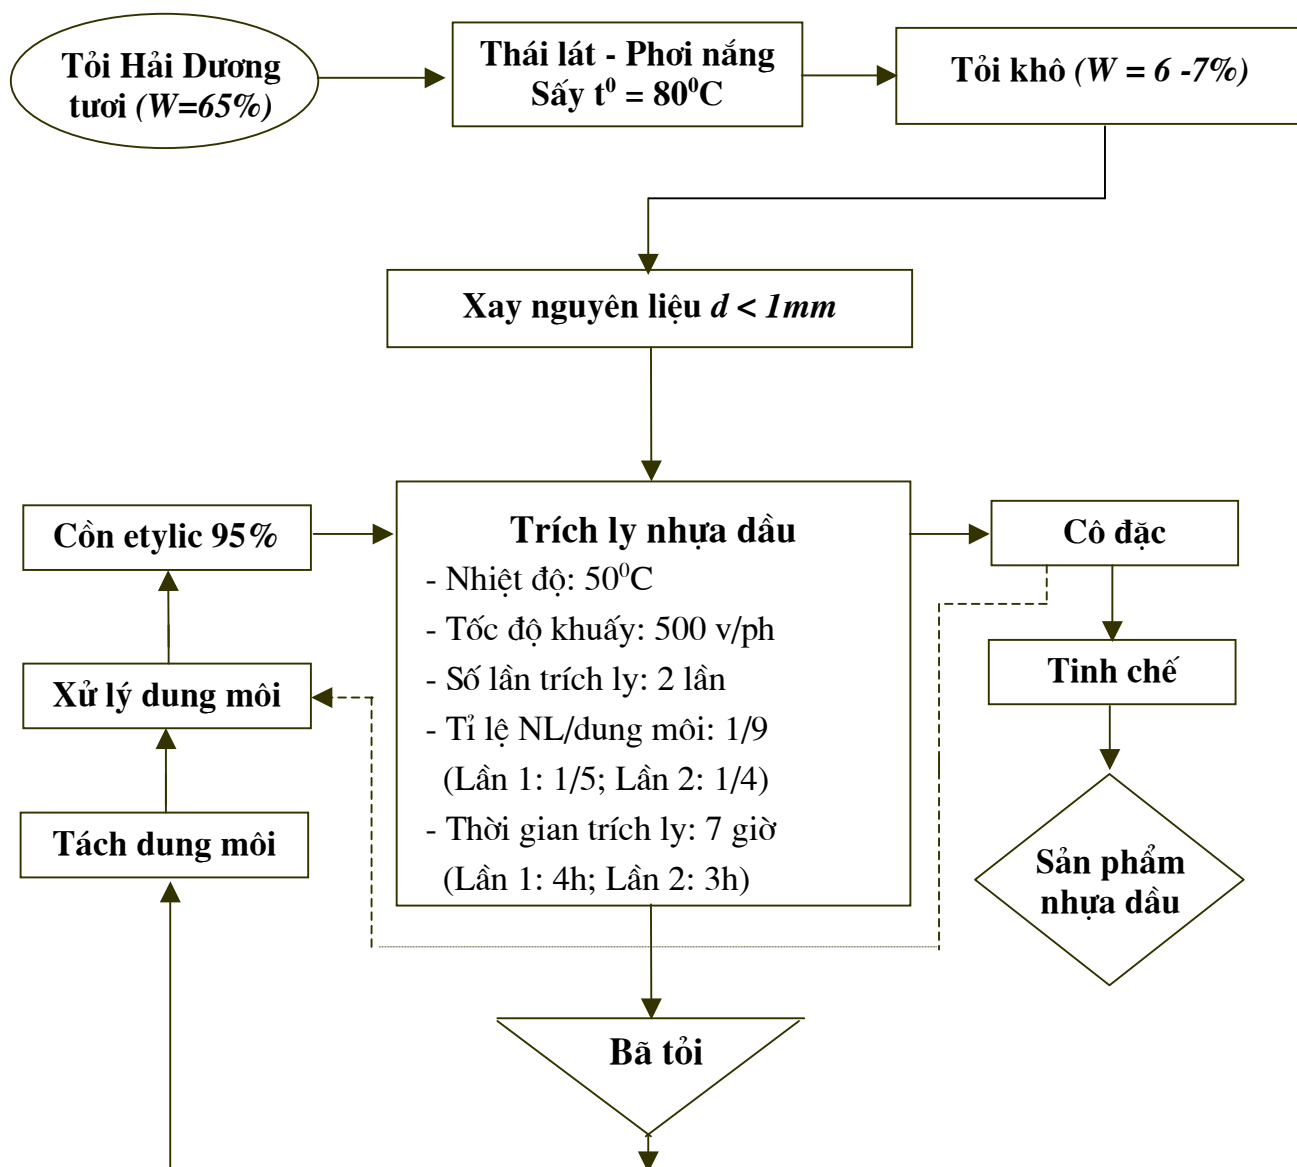 Tỏi Hải Dương
tươi (W=65%)
Thái lát - Phơi nắng
Sấy t⁰ = 80⁰C
Tỏi khô (W = 6 -7%)
Xay nguyên liệu d < 1mm
Cồn etylic 95%
Xử lý dung môi
Tách dung môi
Trích ly nhựa dầu
- Nhiệt độ: 50⁰C
- Tốc độ khuấy: 500 v/ph
- Số lần trích ly: 2 lần
- Tỉ lệ NL/dung môi: 1/9
(Lần 1: 1/5; Lần 2: 1/4)
- Thời gian trích ly: 7 giờ
(Lần 1: 4h; Lần 2: 3h)
Cô đặc
Tinh chế
Sản phẩm
nhựa dầu
Bã tỏi